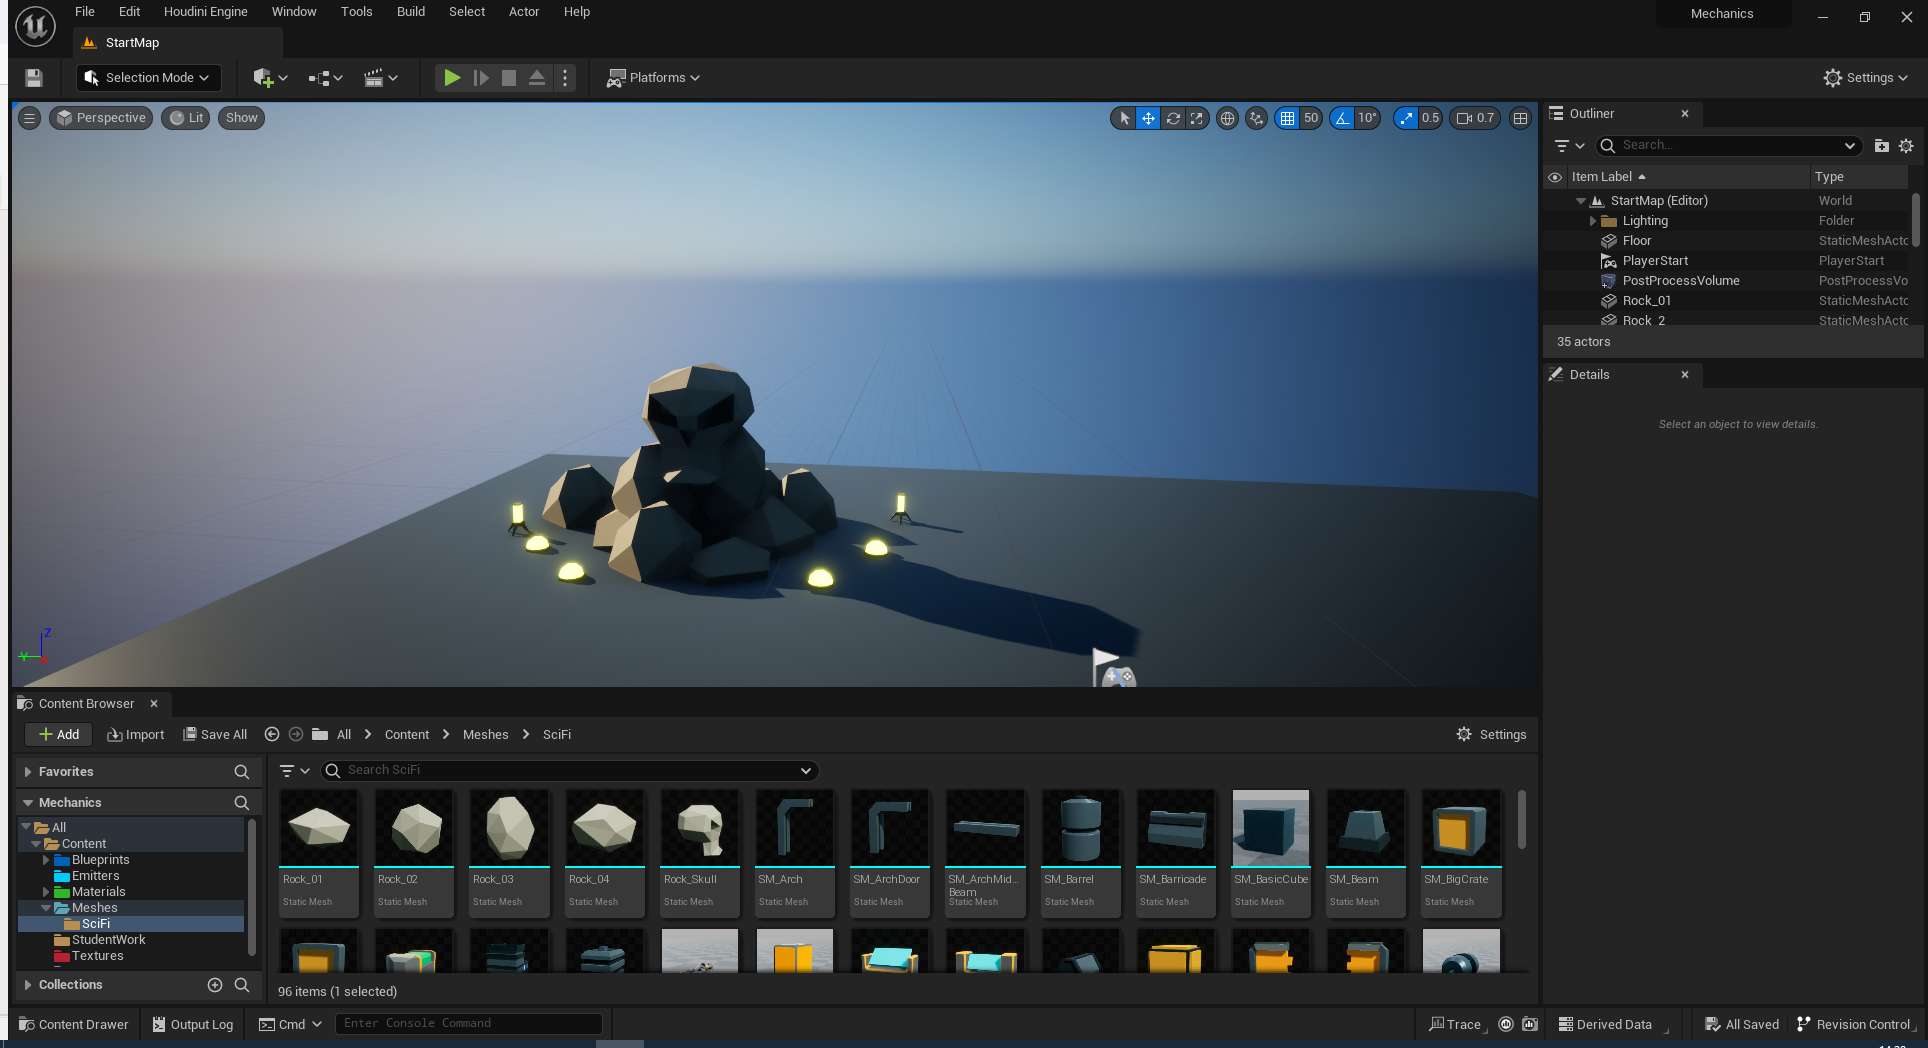 File Edit Houdini Engine Window Tools Build Select Actor Help
Mechanics
StartMap
Selection Mode
Platforms
Settings
Perspective Lit Show
50 10° 0.5 0.7
Z
Y
Outliner
Search...
Item Label Type
StartMap (Editor) World
Lighting Folder
Floor StaticMeshActo
PlayerStart PlayerStart
PostProcessVolume PostProcessVo
Rock_01 StaticMeshActo
Rock_2 StaticMeshActo
35 actors
Details
Select an object to view details.
Content Browser
Add Import Save All All Content Meshes SciFi Settings
Favorites
Mechanics
All
Content
Blueprints
Emitters
Materials
Meshes
SciFi
StudentWork
Textures
Collections
Search SciFi
Rock_01
Static Mesh
Rock_02
Static Mesh
Rock_03
Static Mesh
Rock_04
Static Mesh
Rock_Skull
Static Mesh
SM_Arch
Static Mesh
SM_ArchDoor
Static Mesh
SM_ArchMid...
Beam
Static Mesh
SM_Barrel
Static Mesh
SM_Barricade
Static Mesh
SM_BasicCube
Static Mesh
SM_Beam
Static Mesh
SM_BigCrate
Static Mesh
96 items (1 selected)
Content Drawer Output Log Cmd Enter Console Command
Trace Derived Data All Saved Revision Control